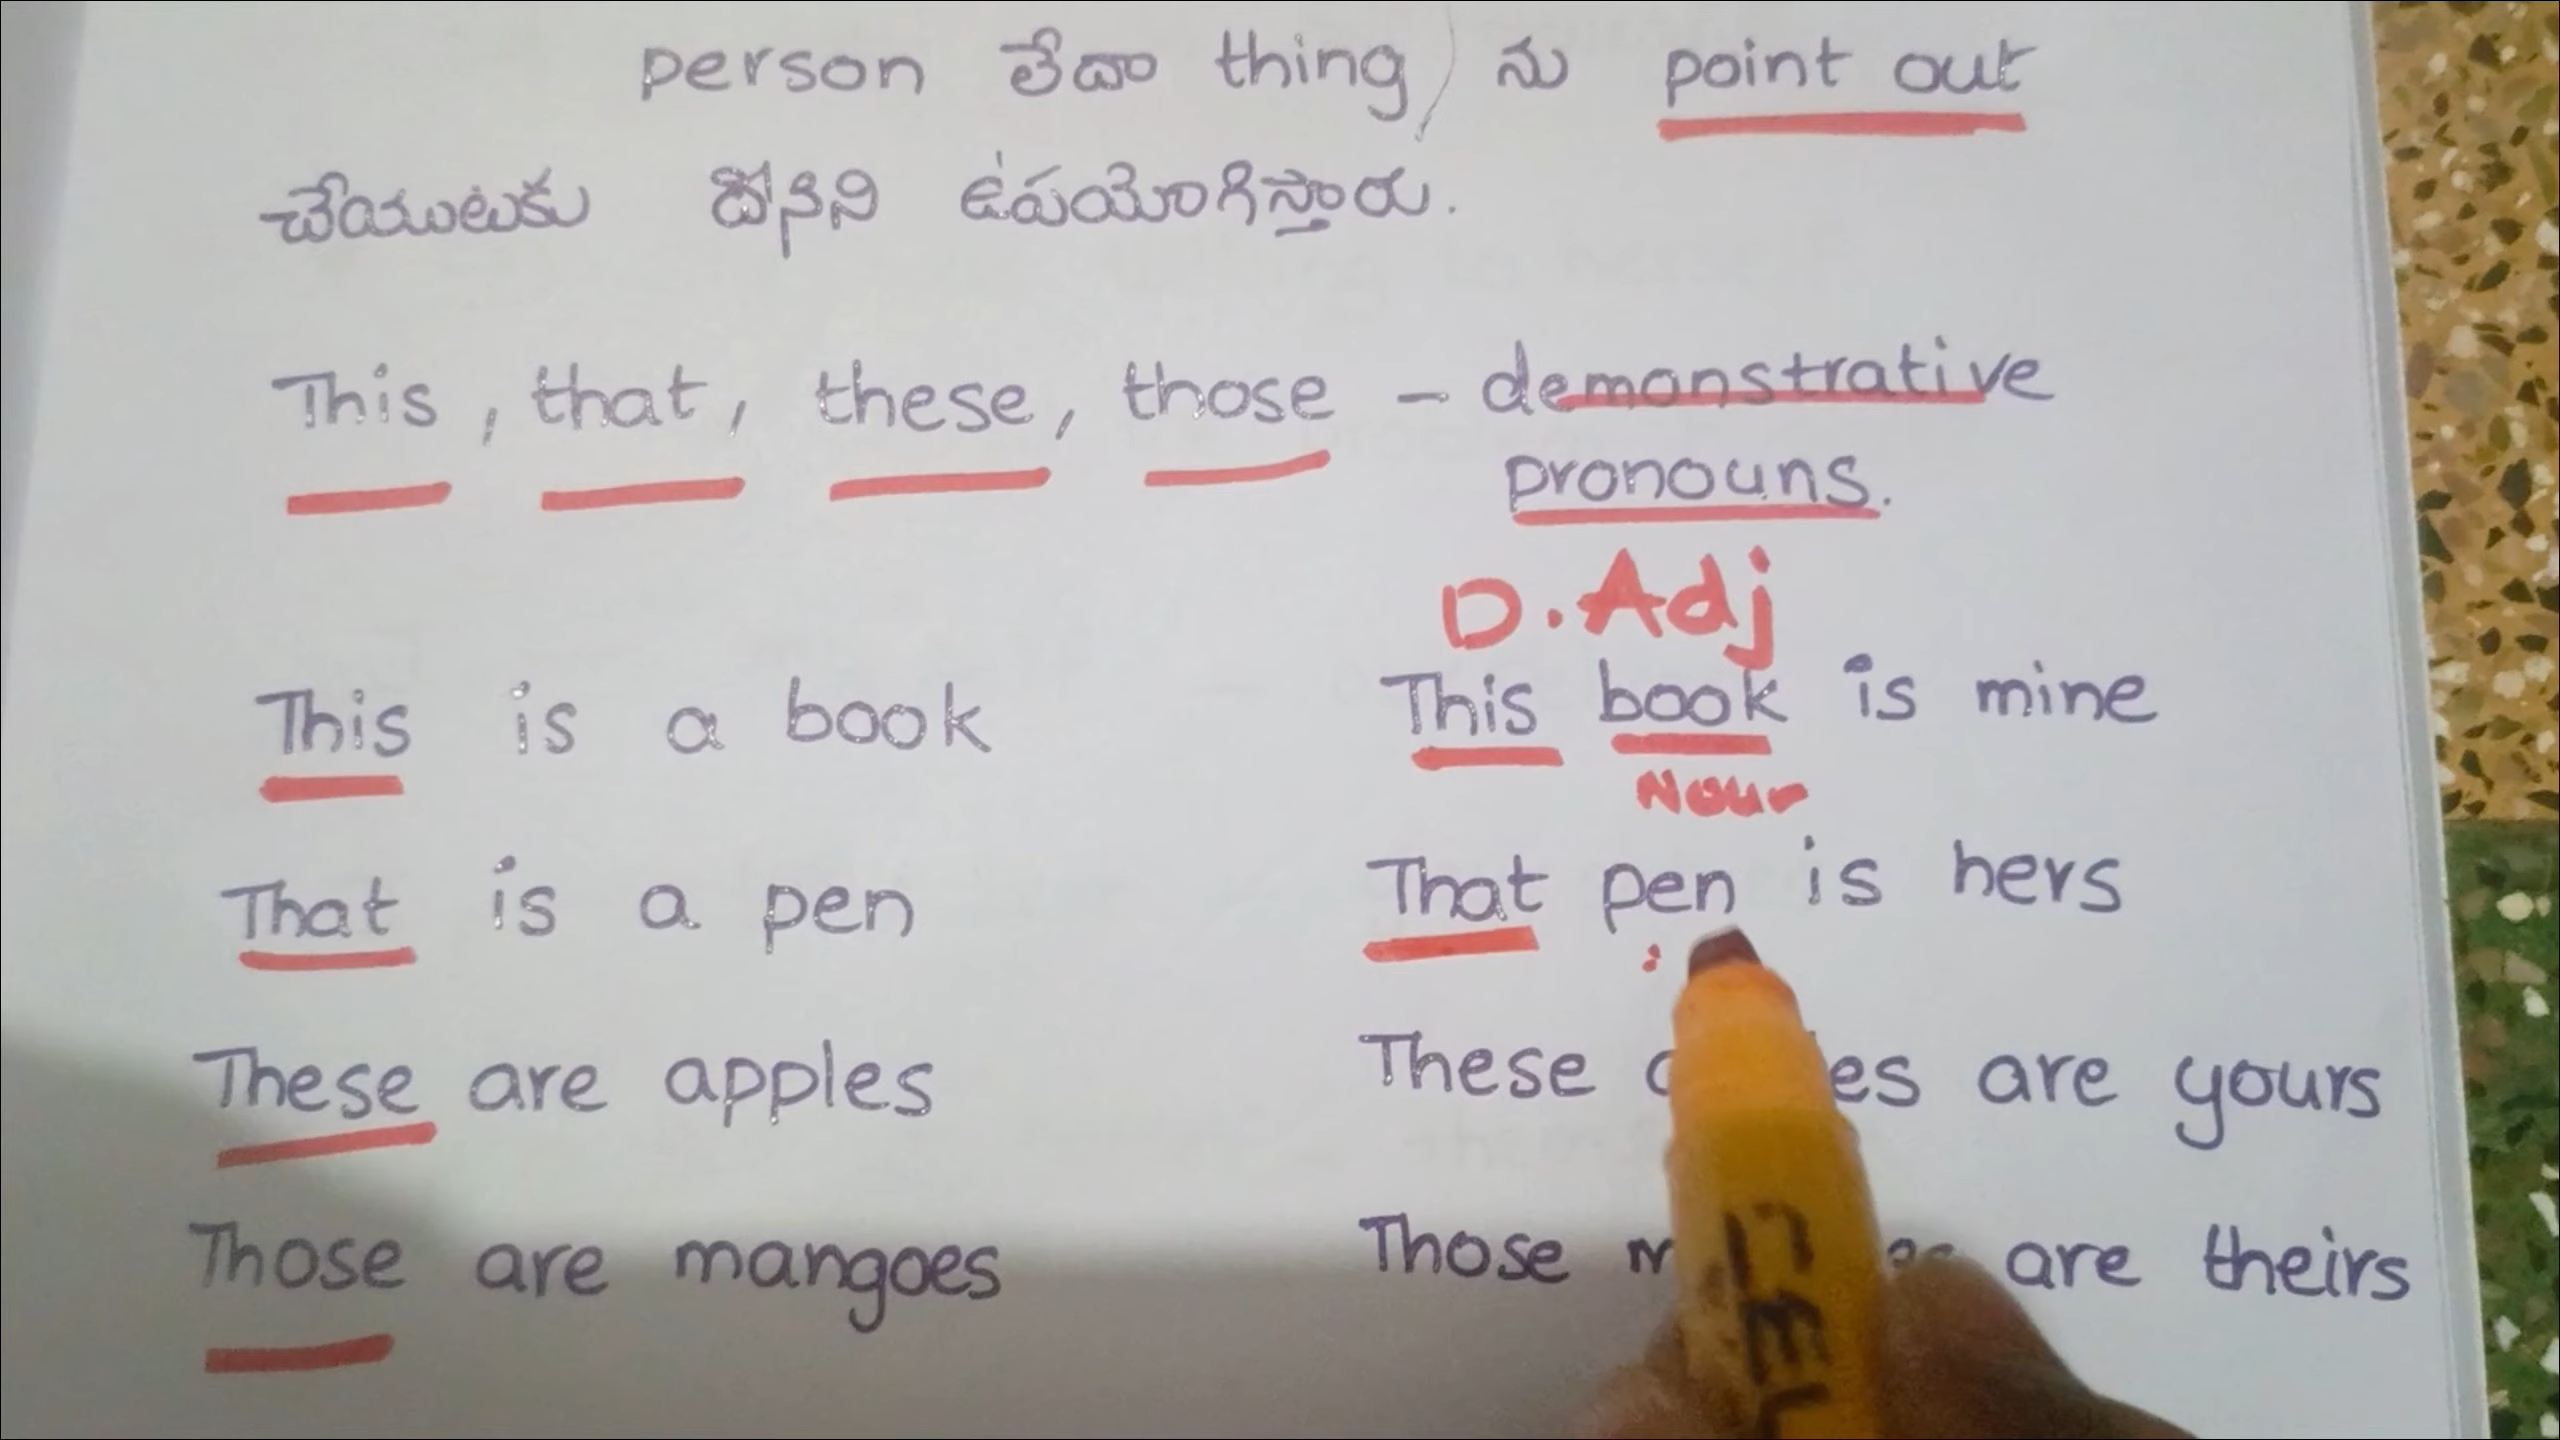 person లేదా thing ను point out
చేయుటకు దీనిని ఉపయోగిస్తారు.
This, that, these, those - demonstrative
pronouns.
D. Adj
This is a book
This book is mine
Noun
That is a pen
That pen is hers
These are apples
These are yours
Those are mangoes
Those are theirs